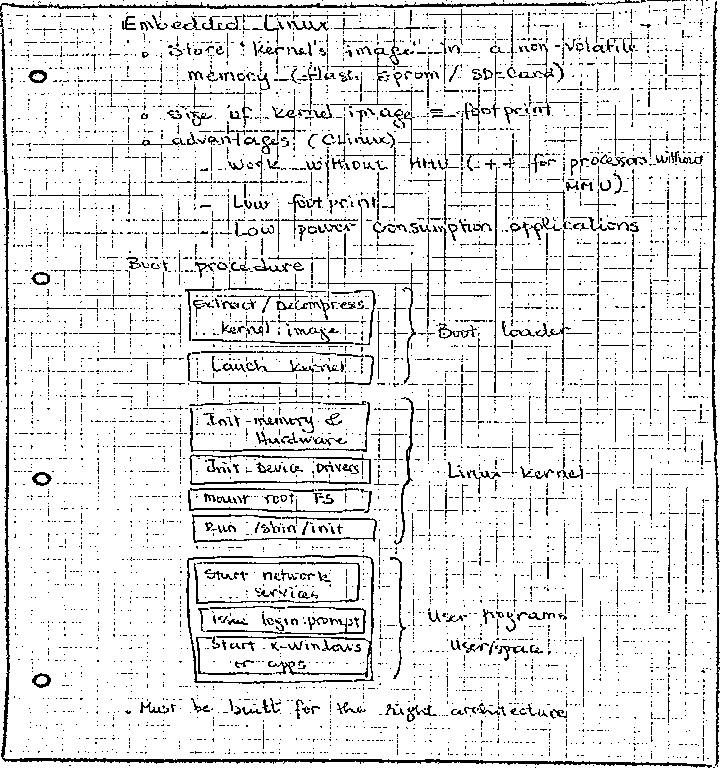 Embedded Linux
• Store "kernel's image" in a non-volatile
memory (flash, Eprom / SD-Card)
• size of kernel image = footprint
• advantages (CLinux)
- Work without MMU (++ for processors without
MMU)
- Low footprint
- Low power consumption applications
Boot procedure
Extract / Decompress
kernel image
Boot loader
Lauch kernel
Init memory &
Hardware
Init Device Drivers
Linux kernel
mount root FS
Run /sbin/init
Start network
services
issue login prompt
User programs
Start x-windows
User/space.
or apps
. Must be built for the right architecture